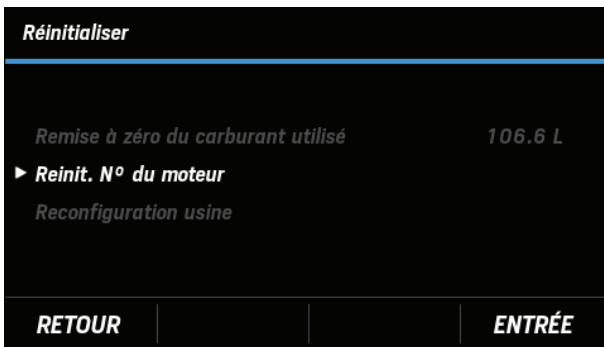 Réinitialiser
Remise à zéro du carburant utilisé 106.6 L
Reinit. Nº du moteur
Reconfiguration usine
RETOUR ENTRÉE